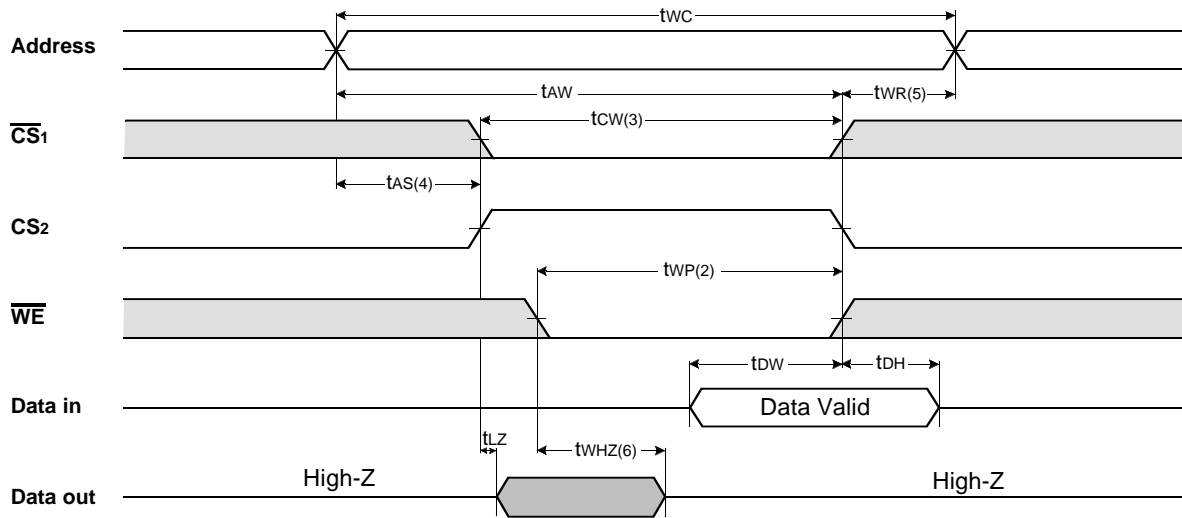 tWC
Address
tAW
tWR(5)
CS1
tCW(3)
tAS(4)
CS2
tWP(2)
WE
tDW
tDH
Data in
Data Valid
tLZ
tWHZ(6)
High-Z
High-Z
Data out